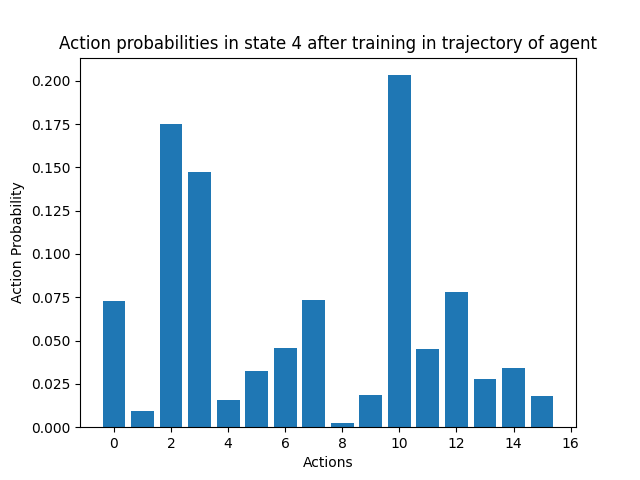 Action probabilities in state 4 after training in trajectory of agent
0.200
0.175
0.150
0.125
0.100
0.075
0.050
0.025
0.000
Action Probability
0 2 4 6 8 10 12 14 16
Actions